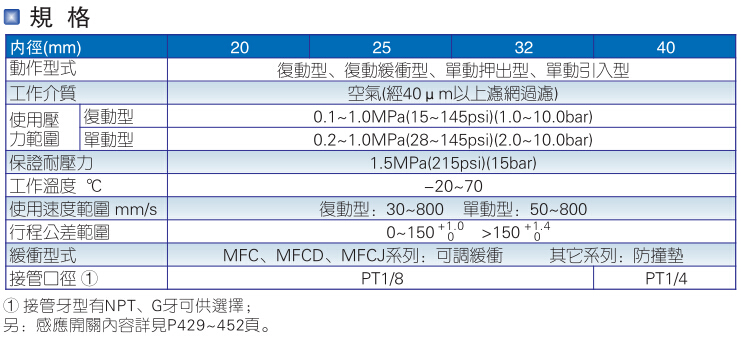 規 格
內徑(mm) 20 25 32 40
動作型式 復動型、復動緩衝型、單動押出型、單動引入型
工作介質 空氣(經40μm以上濾網過濾)
使用壓力範圍 復動型 0.1~1.0MPa(15~145psi)(1.0~10.0bar)
單動型 0.2~1.0MPa(28~145psi)(2.0~10.0bar)
保證耐壓力 1.5MPa(215psi)(15bar)
工作溫度 ℃ –20~70
使用速度範圍 mm/s 復動型：30~800 單動型：50~800
行程公差範圍 0~150 +1.0 0 >150 +1.4 0
緩衝型式 MFC、MFCD、MFCJ系列：可調緩衝 其它系列：防撞墊
接管口徑 ① PT1/8 PT1/4
① 接管牙型有NPT、G牙可供選擇；
另：感應開關內容詳見P429~452頁。